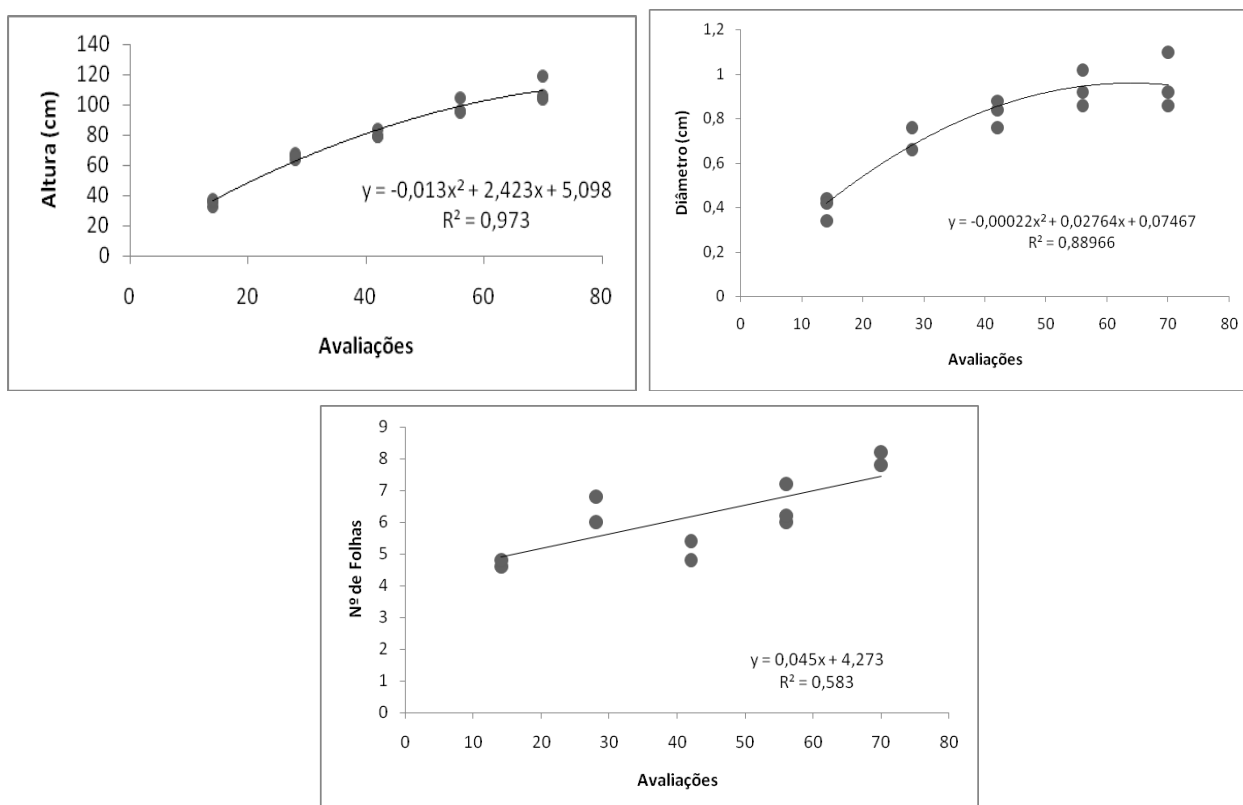 Altura (cm)
140
120
100
80
60
40
20
0
y = -0,013x² + 2,423x + 5,098
R² = 0,973
0 20 40 60 80
Avaliações
Diâmetro (cm)
1,2
1
0,8
0,6
0,4
0,2
0
y = -0,00022x² + 0,02764x + 0,07467
R² = 0,88966
0 10 20 30 40 50 60 70 80
Avaliações
Nº de Folhas
9
8
7
6
5
4
3
2
1
0
y = 0,045x + 4,273
R² = 0,583
0 10 20 30 40 50 60 70 80
Avaliações